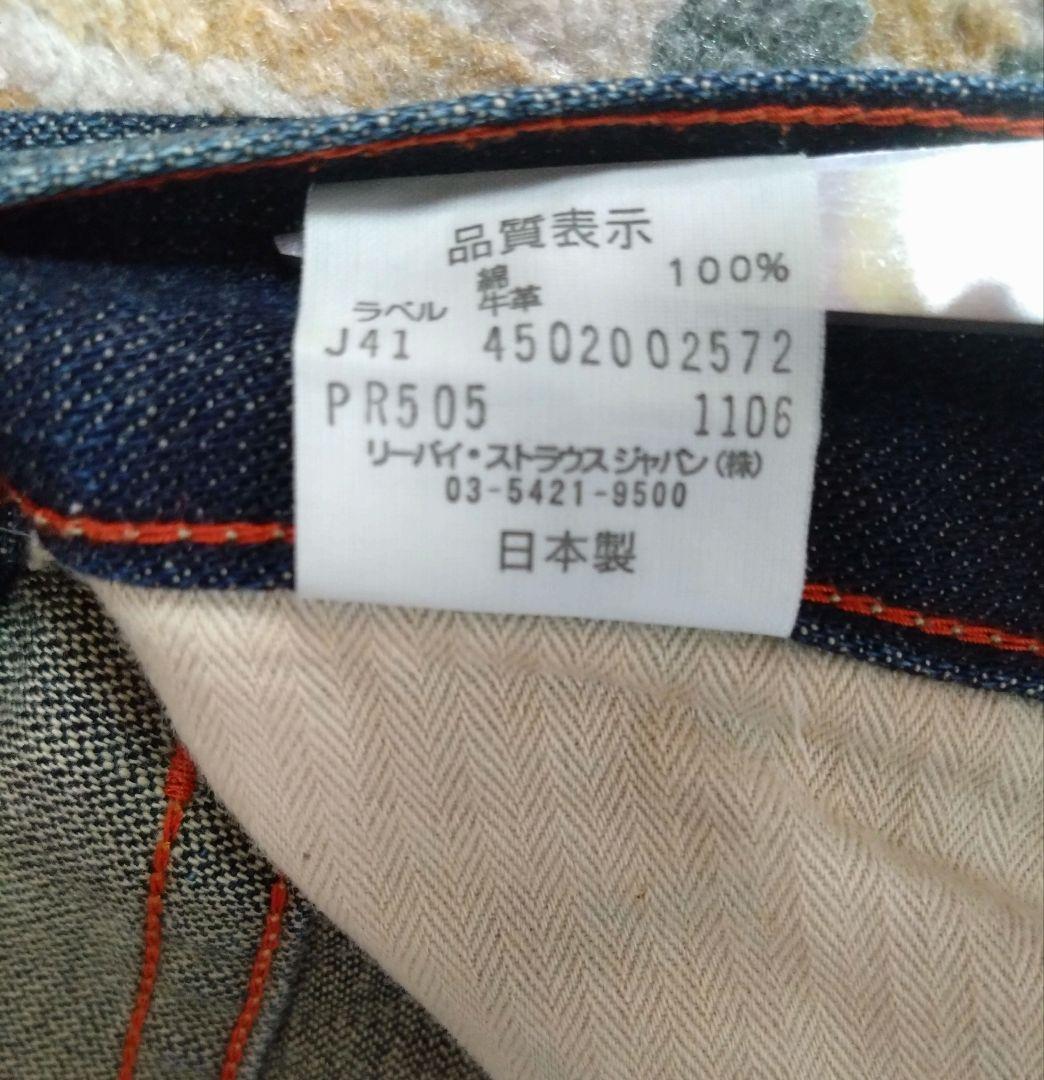 品質表示
綿 100%
ラベル 牛革
J41 4502002572
PR505 1106
リーバイ・ストラウスジャパン(株)
03-5421-9500
日本製